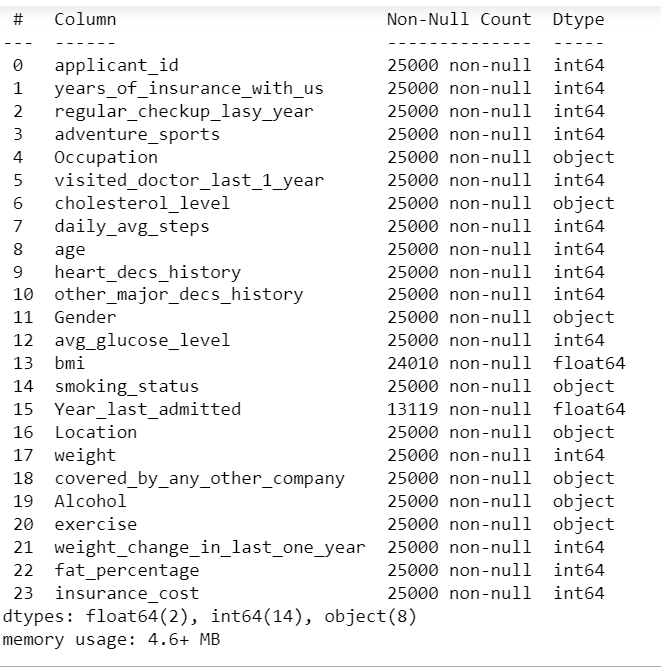 #   Column                         Non-Null Count  Dtype
--- ------                         --------------  -----
0   applicant_id                   25000 non-null  int64
1   years_of_insurance_with_us     25000 non-null  int64
2   regular_checkup_lasy_year      25000 non-null  int64
3   adventure_sports               25000 non-null  int64
4   Occupation                     25000 non-null  object
5   visited_doctor_last_1_year     25000 non-null  int64
6   cholesterol_level              25000 non-null  object
7   daily_avg_steps                25000 non-null  int64
8   age                            25000 non-null  int64
9   heart_decs_history             25000 non-null  int64
10  other_major_decs_history       25000 non-null  int64
11  Gender                         25000 non-null  object
12  avg_glucose_level              25000 non-null  int64
13  bmi                            24010 non-null  float64
14  smoking_status                 25000 non-null  object
15  Year_last_admitted             13119 non-null  float64
16  Location                       25000 non-null  object
17  weight                         25000 non-null  int64
18  covered_by_any_other_company   25000 non-null  object
19  Alcohol                        25000 non-null  object
20  exercise                       25000 non-null  object
21  weight_change_in_last_one_year 25000 non-null  int64
22  fat_percentage                 25000 non-null  int64
23  insurance_cost                 25000 non-null  int64
dtypes: float64(2), int64(14), object(8)
memory usage: 4.6+ MB